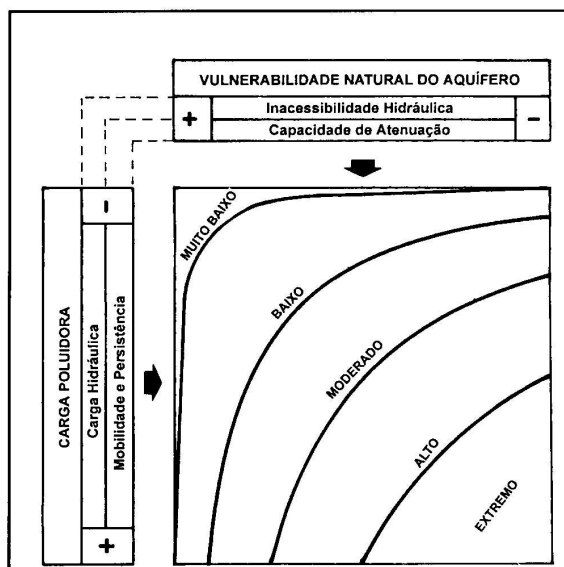 VULNERABILIDADE NATURAL DO AQUÍFERO
+
Inacessibilidade Hidráulica
Capacidade de Atenuação
-
CARGA POLUIDORA
-
Carga Hidráulica
Mobilidade e Persistência
+
MUITO BAIXO
BAIXO
MODERADO
ALTO
EXTREMO